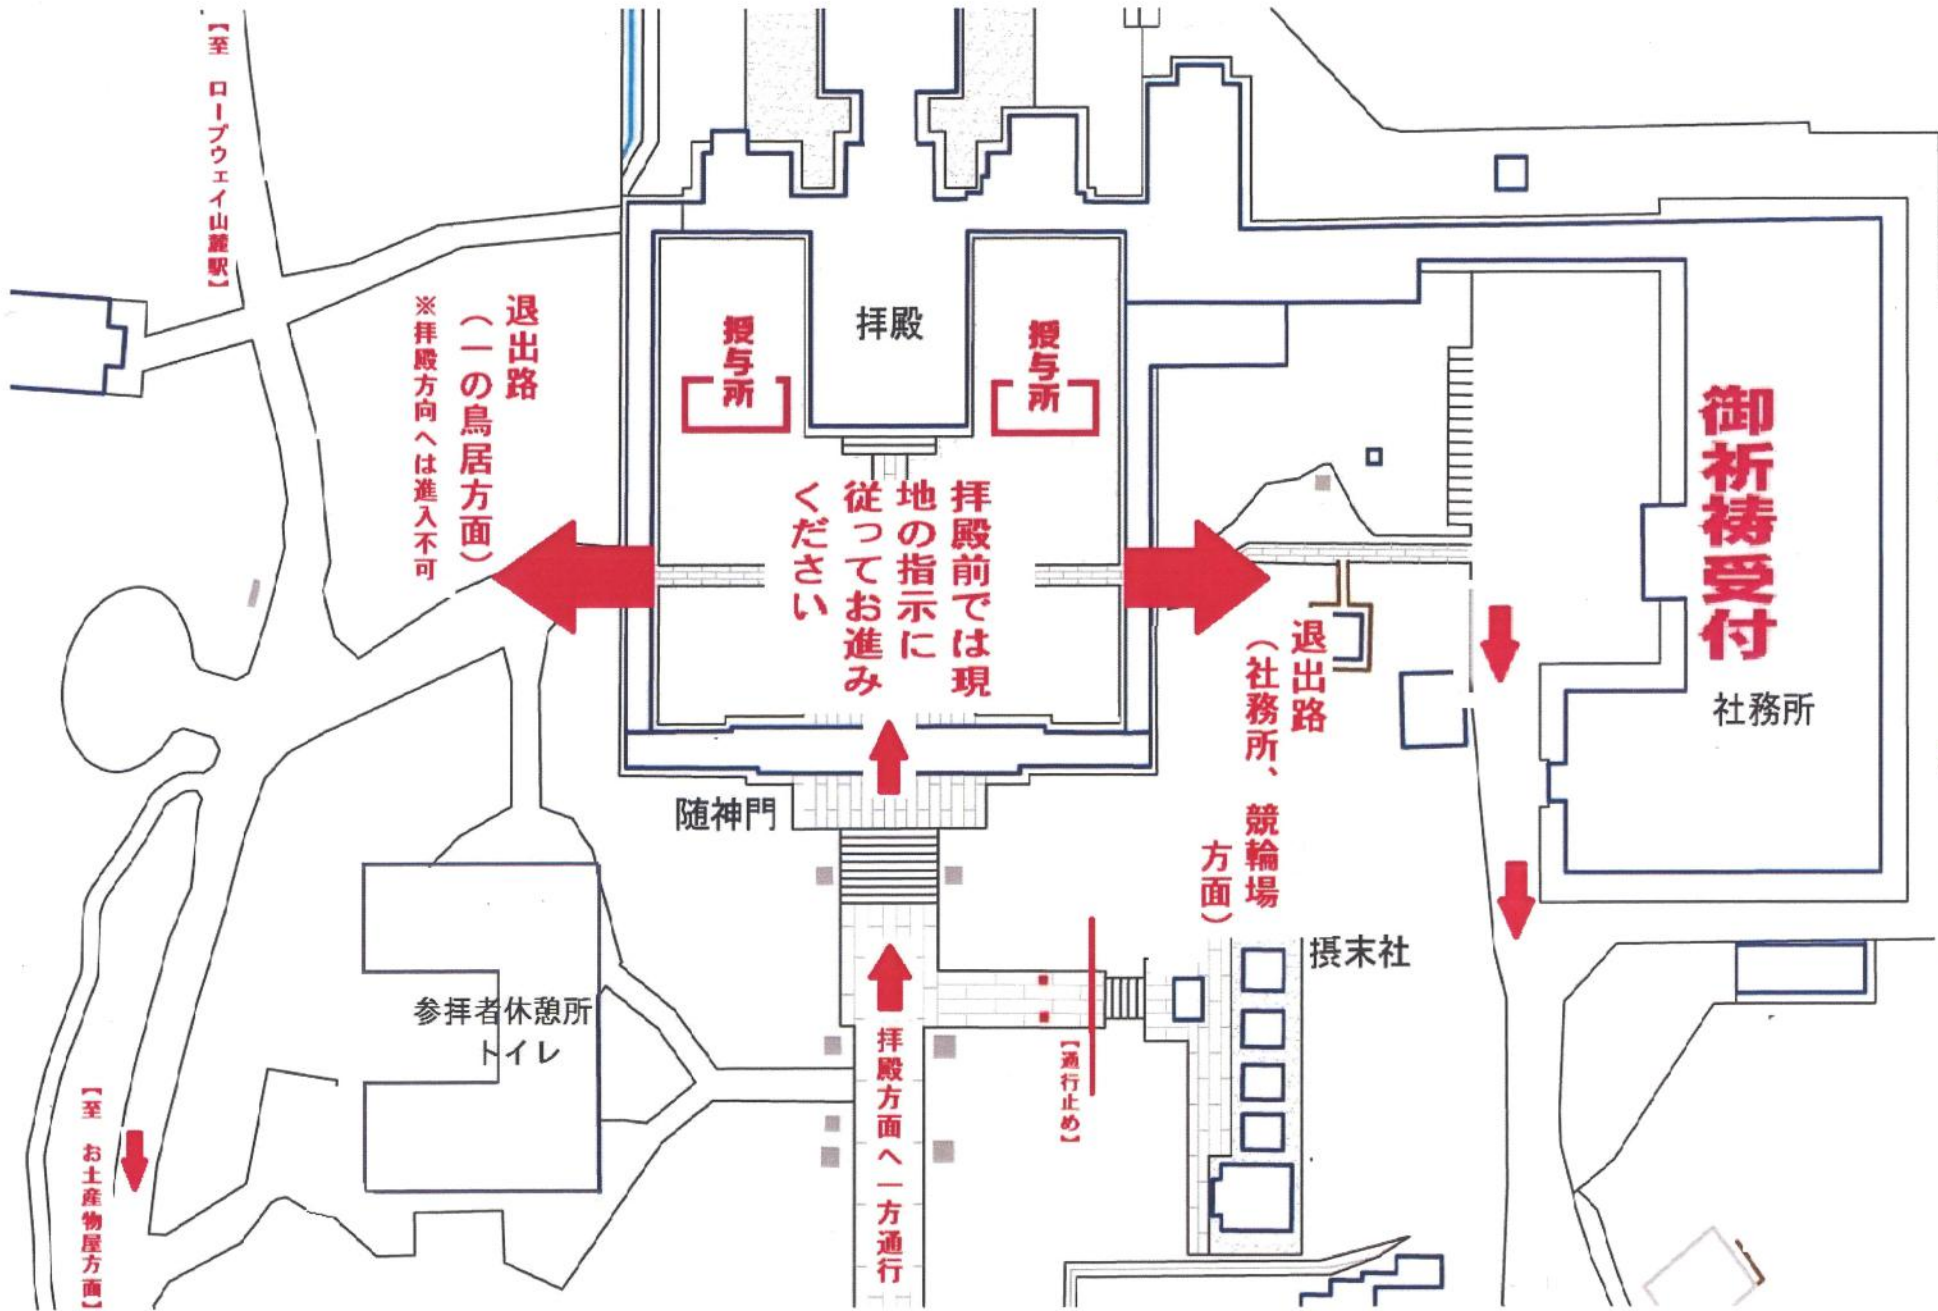 【至 ロープウェイ山麓駅】
退出路
（一の鳥居方面）
※拝殿方向へは進入不可
授与所
拝殿
授与所
拝殿前では現
地の指示に
従ってお進み
ください
御祈祷受付
社務所
退出路
（社務所、競輪場
方面）
随神門
摂末社
参拝者休憩所
トイレ
拝殿方面へ一方通行
【通行止め】
【至 お土産物屋方面】